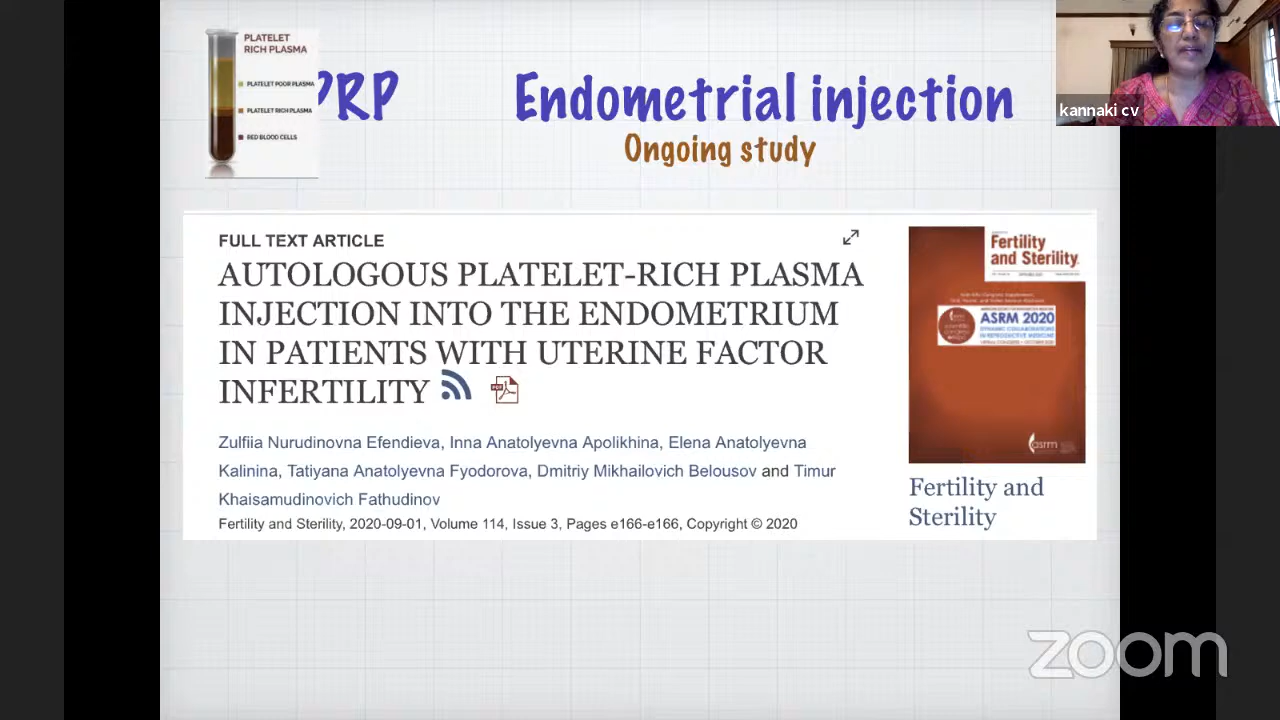 PLATELET
RICH PLASMA
PLATELET POOR PLASMA
PLATELET RICH PLASMA
RED BLOOD CELLS
PRP
Endometrial injection
Ongoing study
kannaki cv
FULL TEXT ARTICLE
AUTOLOGOUS PLATELET-RICH PLASMA
INJECTION INTO THE ENDOMETRIUM
IN PATIENTS WITH UTERINE FACTOR
INFERTILITY
PDF
Zulfiia Nurudinovna Efendieva, Inna Anatolyevna Apolikhina, Elena Anatolyevna
Kalinina, Tatiyana Anatolyevna Fyodorova, Dmitriy Mikhailovich Belousov and Timur
Khaisamudinovich Fathudinov
Fertility and Sterility, 2020-09-01, Volume 114, Issue 3, Pages e166-e166, Copyright © 2020
Fertility
and Sterility.
ASRM 2020
asrm
Fertility and
Sterility
zoom